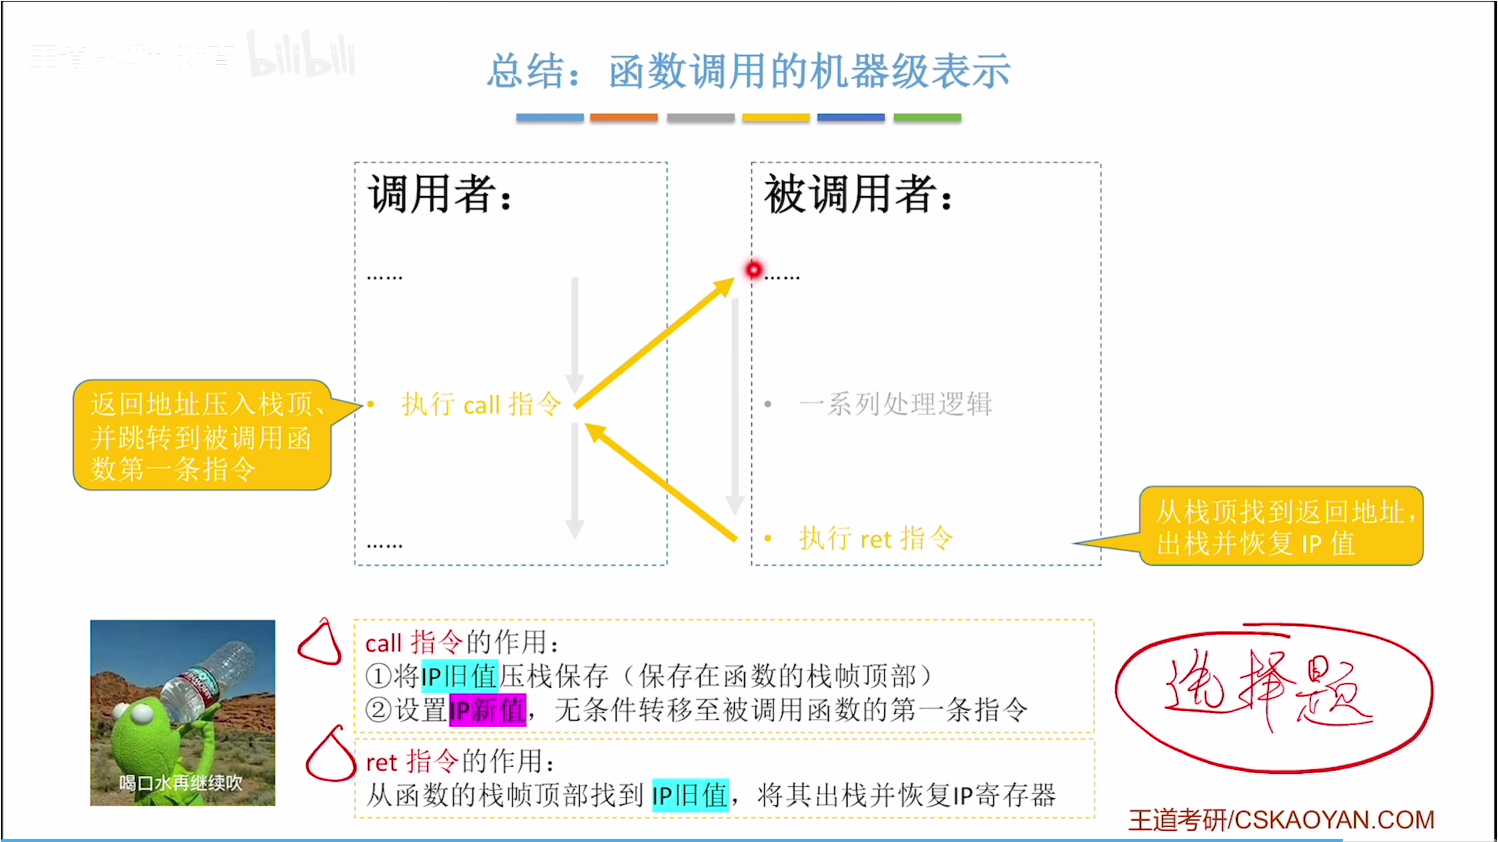 bilibili
总结：函数调用的机器级表示
调用者：
……
返回地址压入栈顶、
并跳转到被调用函
数第一条指令
• 执行 call 指令
……
被调用者：
……
• 一系列处理逻辑
• 执行 ret 指令
从栈顶找到返回地址，
出栈并恢复 IP 值
喝口水再继续吹
call 指令的作用：
①将IP旧值压栈保存（保存在函数的栈帧顶部）
②设置IP新值，无条件转移至被调用函数的第一条指令
ret 指令的作用：
从函数的栈帧顶部找到 IP旧值，将其出栈并恢复IP寄存器
选择题
王道考研/CSKAOYAN.COM